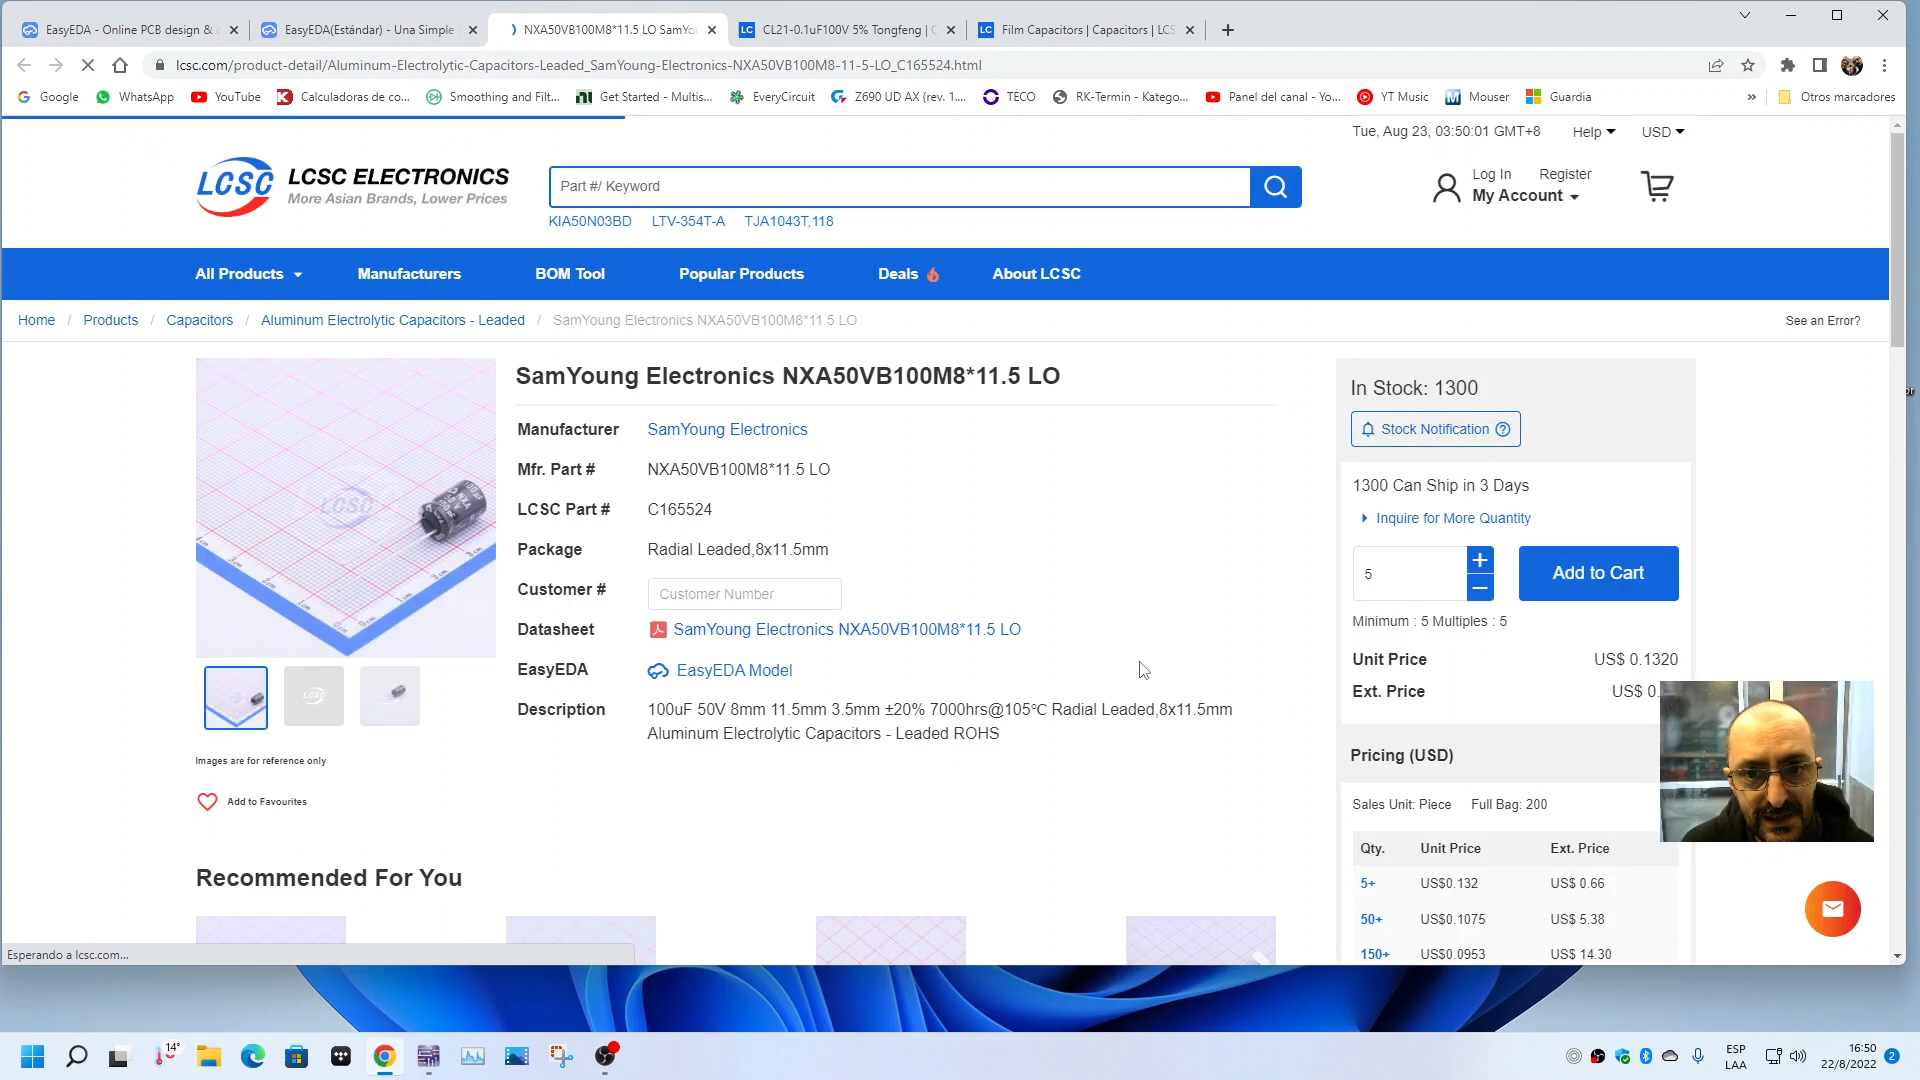 EasyEDA - Online PCB design &
EasyEDA(Estándar) - Una Simple
NXA50VB100M8*11.5 LO SamYo
CL21-0.1uF100V 5% Tongfeng |
Film Capacitors | Capacitors | LCS
lcsc.com/product-detail/Aluminum-Electrolytic-Capacitors-Leaded_SamYoung-Electronics-NXA50VB100M8-11-5-LO_C165524.html
Google WhatsApp YouTube Calculadoras de co... Smoothing and Filt... Get Started - Multis... EveryCircuit Z690 UD AX (rev. 1.... TECO RK-Termin - Katego... Panel del canal - Yo... YT Music Mouser Guardia » Otros marcadores
Tue, Aug 23, 03:50:01 GMT+8 Help USD
LCSC LCSC ELECTRONICS
More Asian Brands, Lower Prices
Part #/ Keyword
KIA50N03BD LTV-354T-A TJA1043T,118
Log In Register
My Account
All Products Manufacturers BOM Tool Popular Products Deals About LCSC
Home / Products / Capacitors / Aluminum Electrolytic Capacitors - Leaded / SamYoung Electronics NXA50VB100M8*11.5 LO
See an Error?
SamYoung Electronics NXA50VB100M8*11.5 LO
Manufacturer SamYoung Electronics
Mfr. Part # NXA50VB100M8*11.5 LO
LCSC Part # C165524
Package Radial Leaded,8x11.5mm
Customer # Customer Number
Datasheet SamYoung Electronics NXA50VB100M8*11.5 LO
EasyEDA EasyEDA Model
Description 100uF 50V 8mm 11.5mm 3.5mm ±20% 7000hrs@105℃ Radial Leaded,8x11.5mm
Aluminum Electrolytic Capacitors - Leaded ROHS
LCSC
Images are for reference only
Add to Favourites
In Stock: 1300
Stock Notification
1300 Can Ship in 3 Days
Inquire for More Quantity
5
Add to Cart
Minimum : 5 Multiples : 5
Unit Price US$ 0.1320
Ext. Price US$ 0.
Pricing (USD)
Sales Unit: Piece Full Bag: 200
Qty. Unit Price Ext. Price
5+ US$0.132 US$ 0.66
50+ US$0.1075 US$ 5.38
150+ US$0.0953 US$ 14.30
Recommended For You
Esperando a lcsc.com...
14°
ESP
LAA
16:50
22/8/2022
2